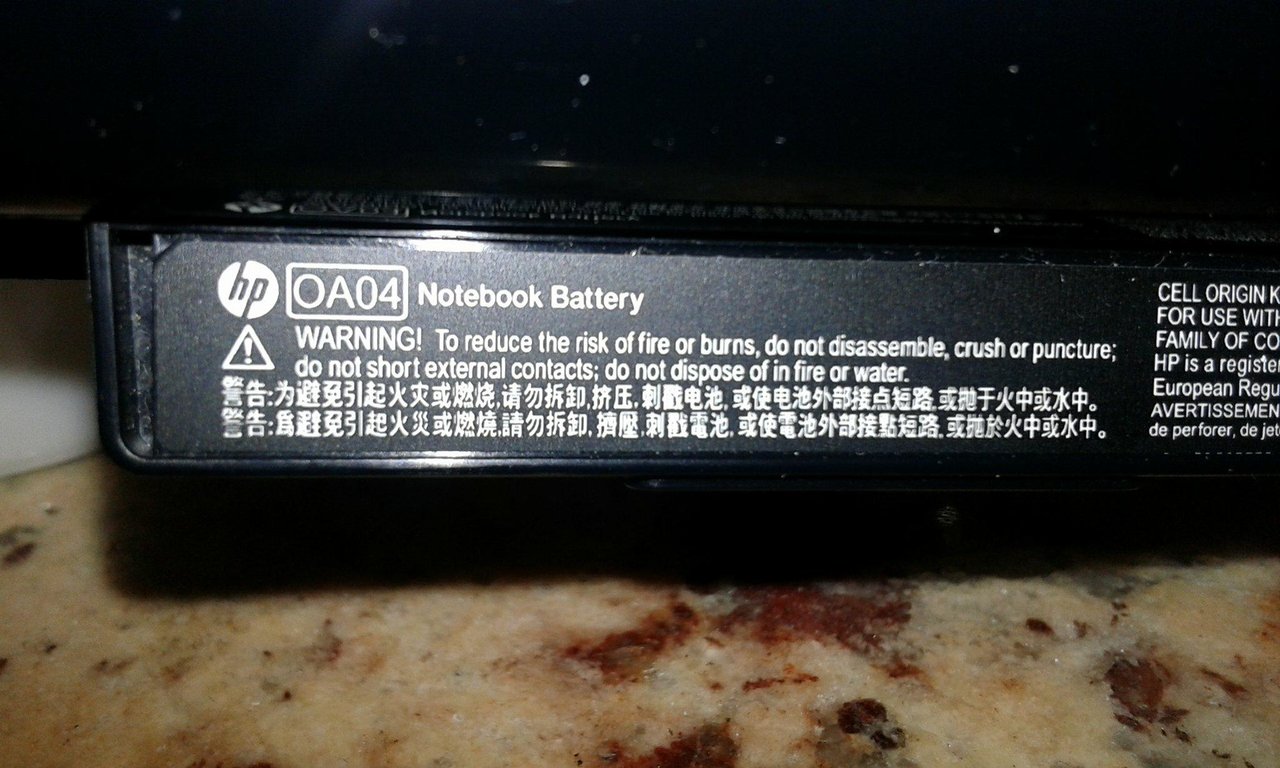 hp OA04 Notebook Battery
WARNING! To reduce the risk of fire or burns, do not disassemble, crush or puncture;
do not short external contacts; do not dispose of in fire or water.
警告:为避免引起火灾或燃烧,请勿拆卸,挤压,刺戳电池,或使电池外部接点短路,或抛于火中或水中。
警告:爲避免引起火災或燃燒,請勿拆卸,擠壓,刺戳電池,或使電池外部接點短路,或抛於火中或水中。
CELL ORIGIN K
FOR USE WITH
FAMILY OF CO
HP is a register
European Regu
AVERTISSEMEN
de perforer, de jet